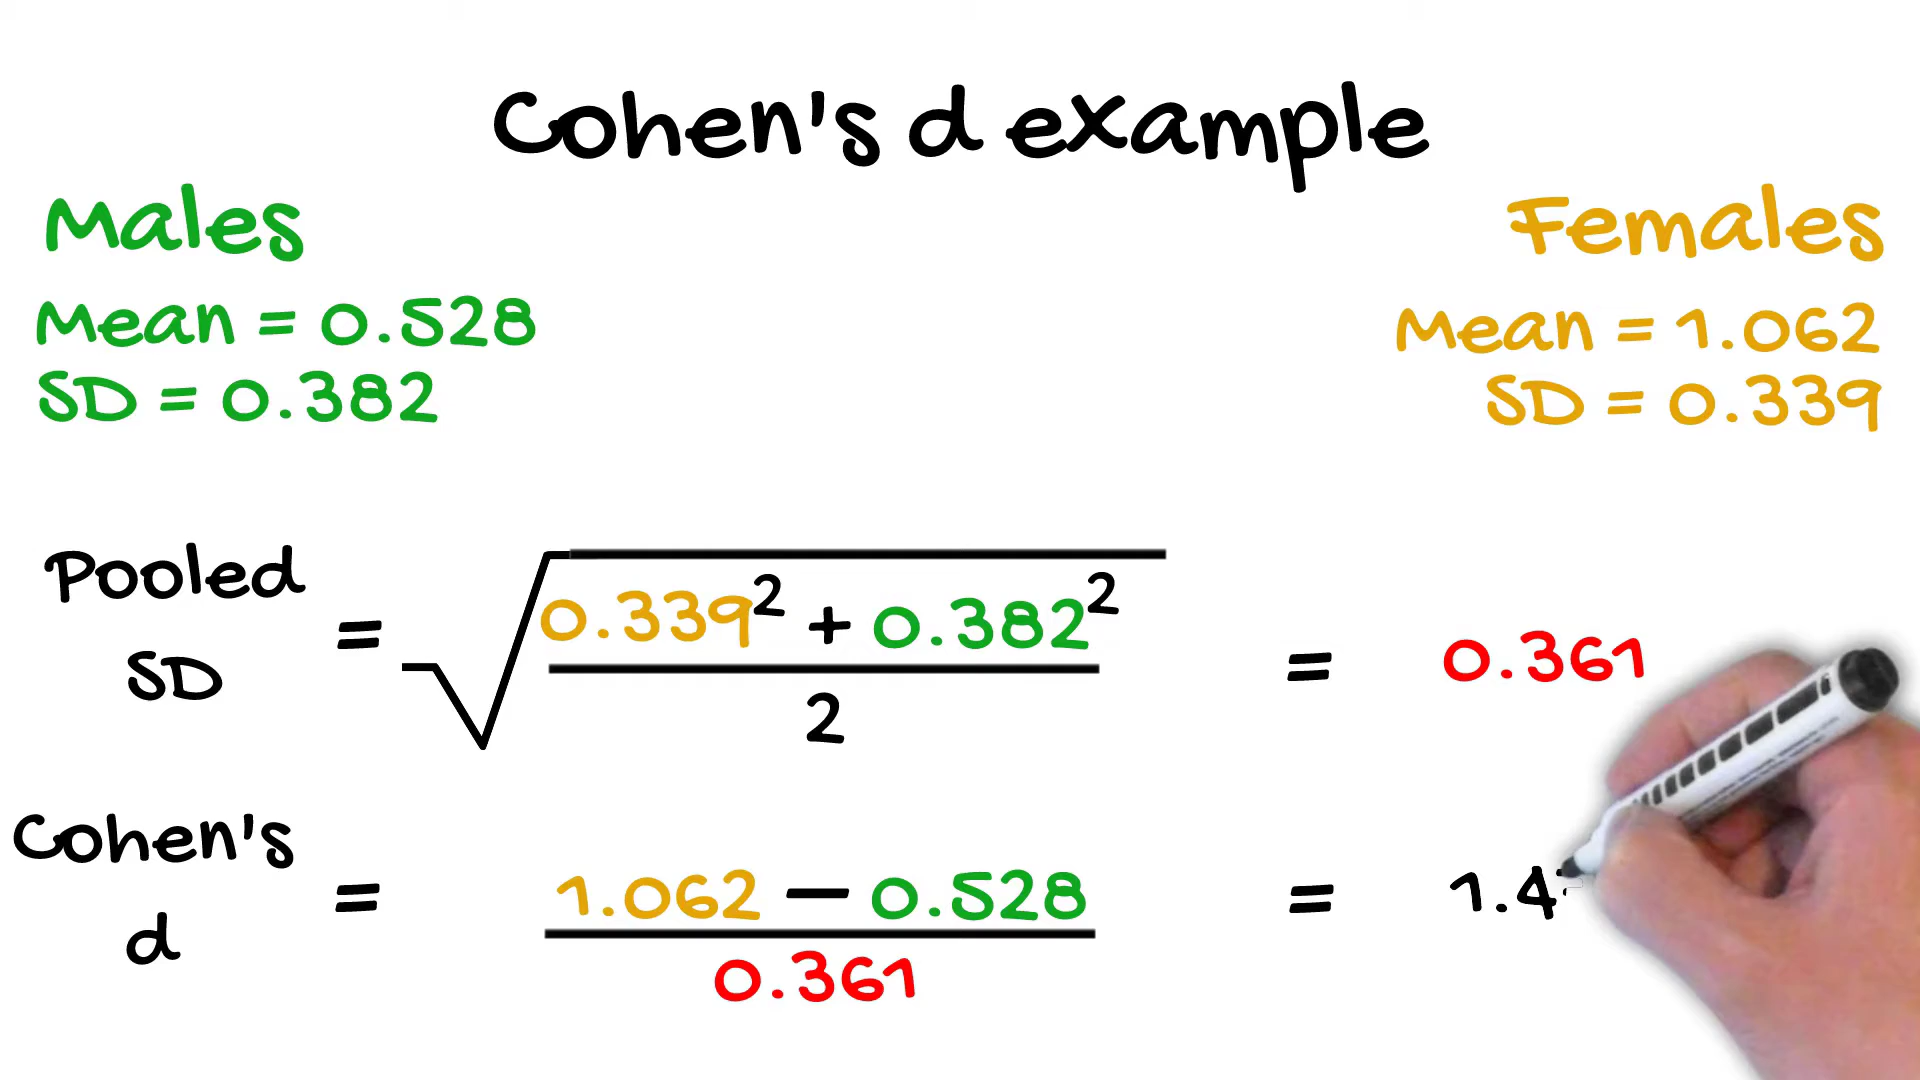 Cohen's d example
Males
Females
Mean = 0.528
Mean = 1.062
SD = 0.382
SD = 0.339
Pooled SD = √ 0.339² + 0.382² / 2 = 0.361
Cohen's d = 1.062 − 0.528 / 0.361 = 1.4